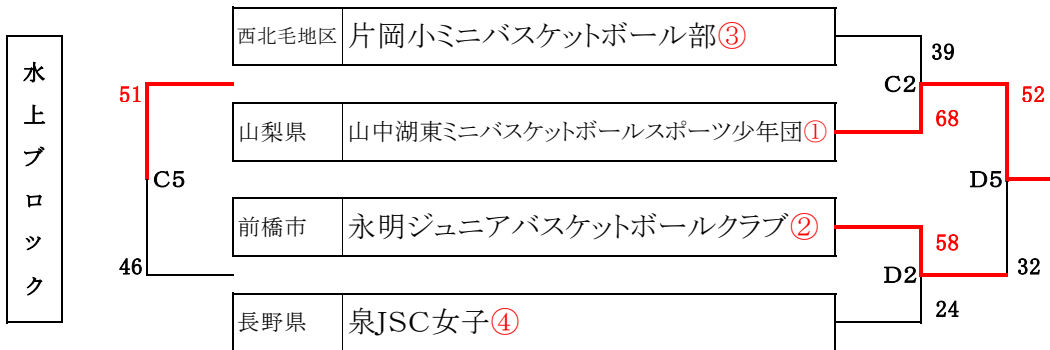 水上ブロック
西北毛地区 片岡小ミニバスケットボール部③
39
51
C2
52
山梨県 山中湖東ミニバスケットボールスポーツ少年団①
68
C5
D5
前橋市 永明ジュニアバスケットボールクラブ②
58
46
D2
32
長野県 泉JSC女子④
24